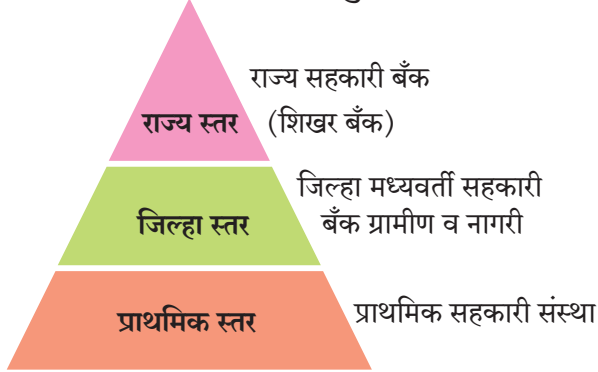 राज्य सहकारी बँक
राज्य स्तर (शिखर बँक)
जिल्हा मध्यवर्ती सहकारी
जिल्हा स्तर बँक ग्रामीण व नागरी
प्राथमिक स्तर प्राथमिक सहकारी संस्था